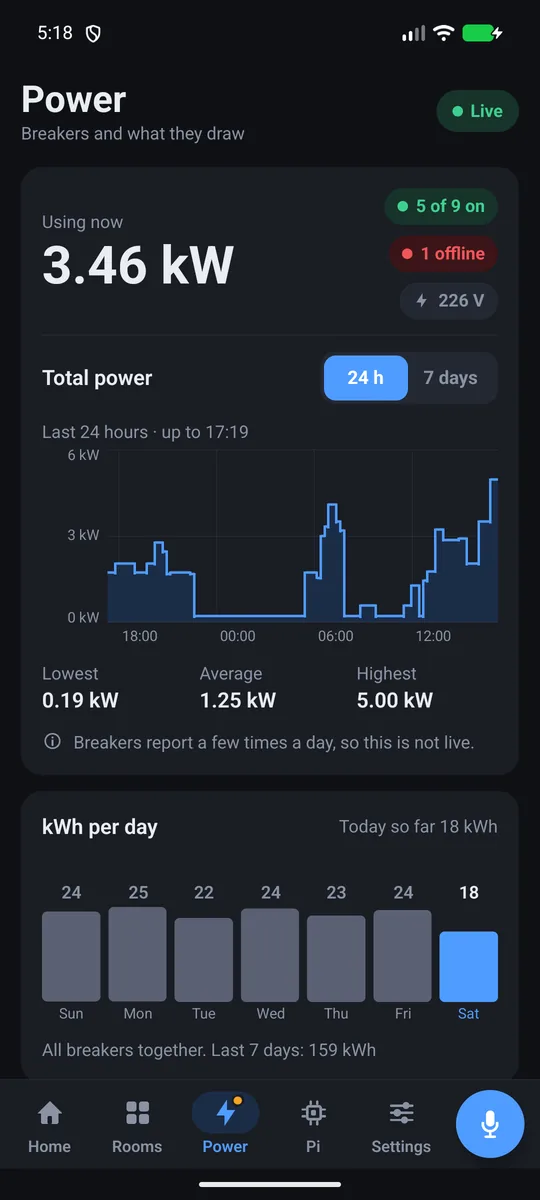 5:18
Power
Breakers and what they draw
Live
Using now
3.46 kW
5 of 9 on
1 offline
226 V
Total power
24 h
7 days
Last 24 hours · up to 17:19
6 kW
3 kW
0 kW
18:00 00:00 06:00 12:00
Lowest Average Highest
0.19 kW 1.25 kW 5.00 kW
Breakers report a few times a day, so this is not live.
kWh per day
Today so far 18 kWh
24 25 22 24 23 24 18
Sun Mon Tue Wed Thu Fri Sat
All breakers together. Last 7 days: 159 kWh
Home Rooms Power Pi Settings